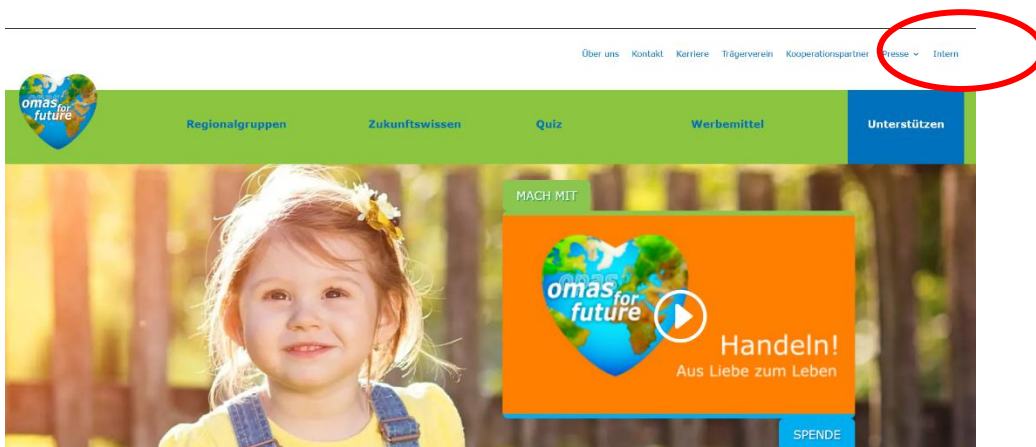 Über uns Kontakt Karriere Trägerverein Kooperationspartner Presse Intern
omas for future
Regionalgruppen Zukunftswissen Quiz Werbemittel Unterstützen
MACH MIT
omas for future
Handeln!
Aus Liebe zum Leben
SPENDE